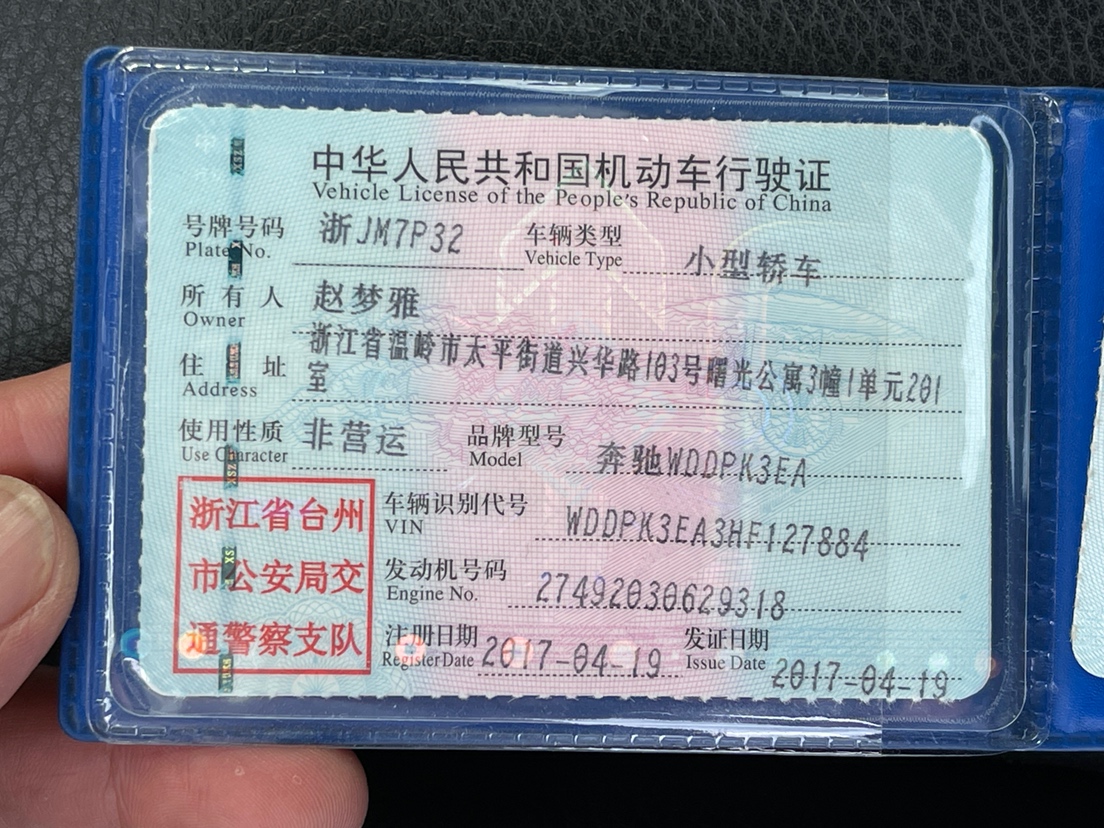 中华人民共和国机动车行驶证
Vehicle License of the People's Republic of China
号牌号码 浙JM7P32 车辆类型 小型轿车
Plate No. Vehicle Type
所有人 赵梦雅
Owner
浙江省温岭市太平街道兴华路103号曙光公寓3幢1单元201
住址 室
Address
使用性质 非营运 品牌型号 奔驰WDDPK3EA
Use Character Model
浙江省台州
市公安局交
通警察支队
车辆识别代号 WDDPK3EA3HF127884
VIN
发动机号码 27492030629318
Engine No.
注册日期 2017-04-19 发证日期 2017-04-19
Register Date Issue Date